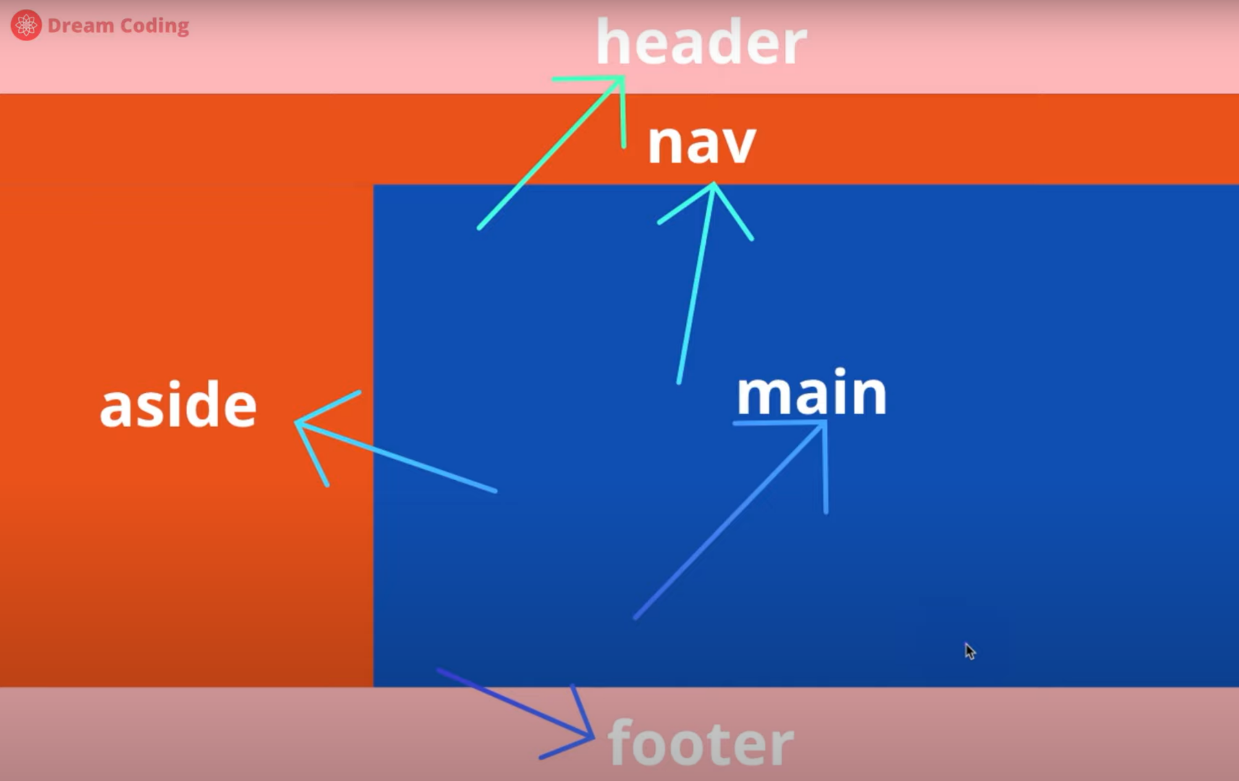 Dream Coding
header
nav
aside
main
footer